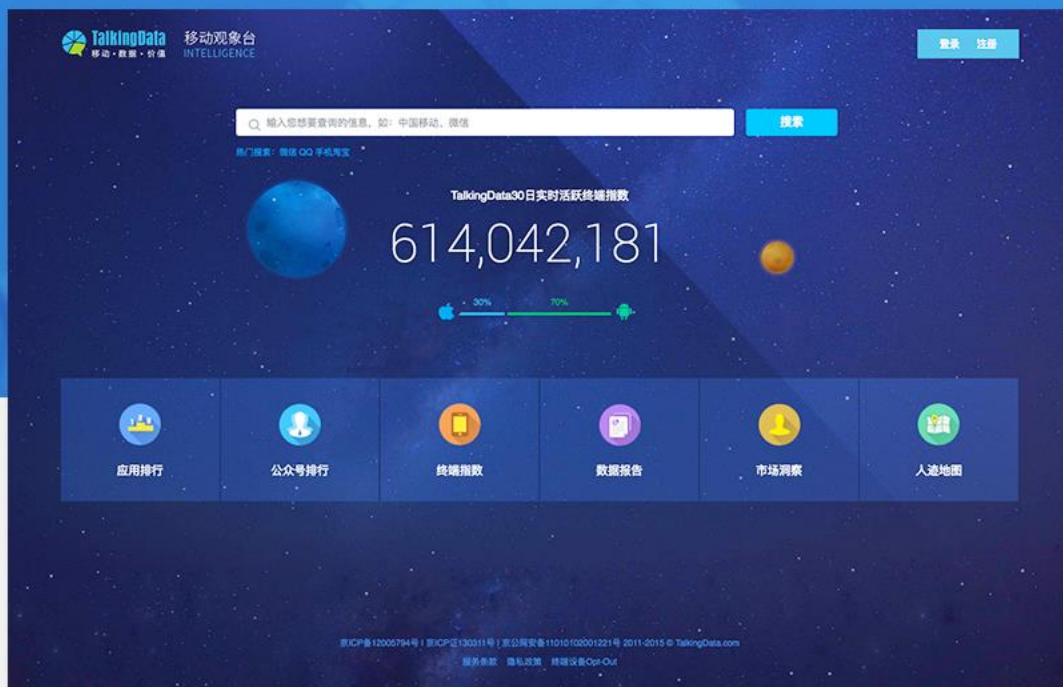 TalkingData 移动观象台
移动·数据·价值 INTELLIGENCE
登录 注册
输入您想要查询的信息，如：中国移动，微信
搜索
热门搜索：微信 QQ 手机淘宝
TalkingData30日实时活跃终端指数
614,042,181
30% 70%
应用排行 公众号排行 终端指数 数据报告 市场洞察 人迹地图
京ICP备12005794号 | 京ICP证130311号 | 京公网安备11010102001221号 2011-2015 © TalkingData.com
服务条款 隐私政策 终端设备Opt-Out